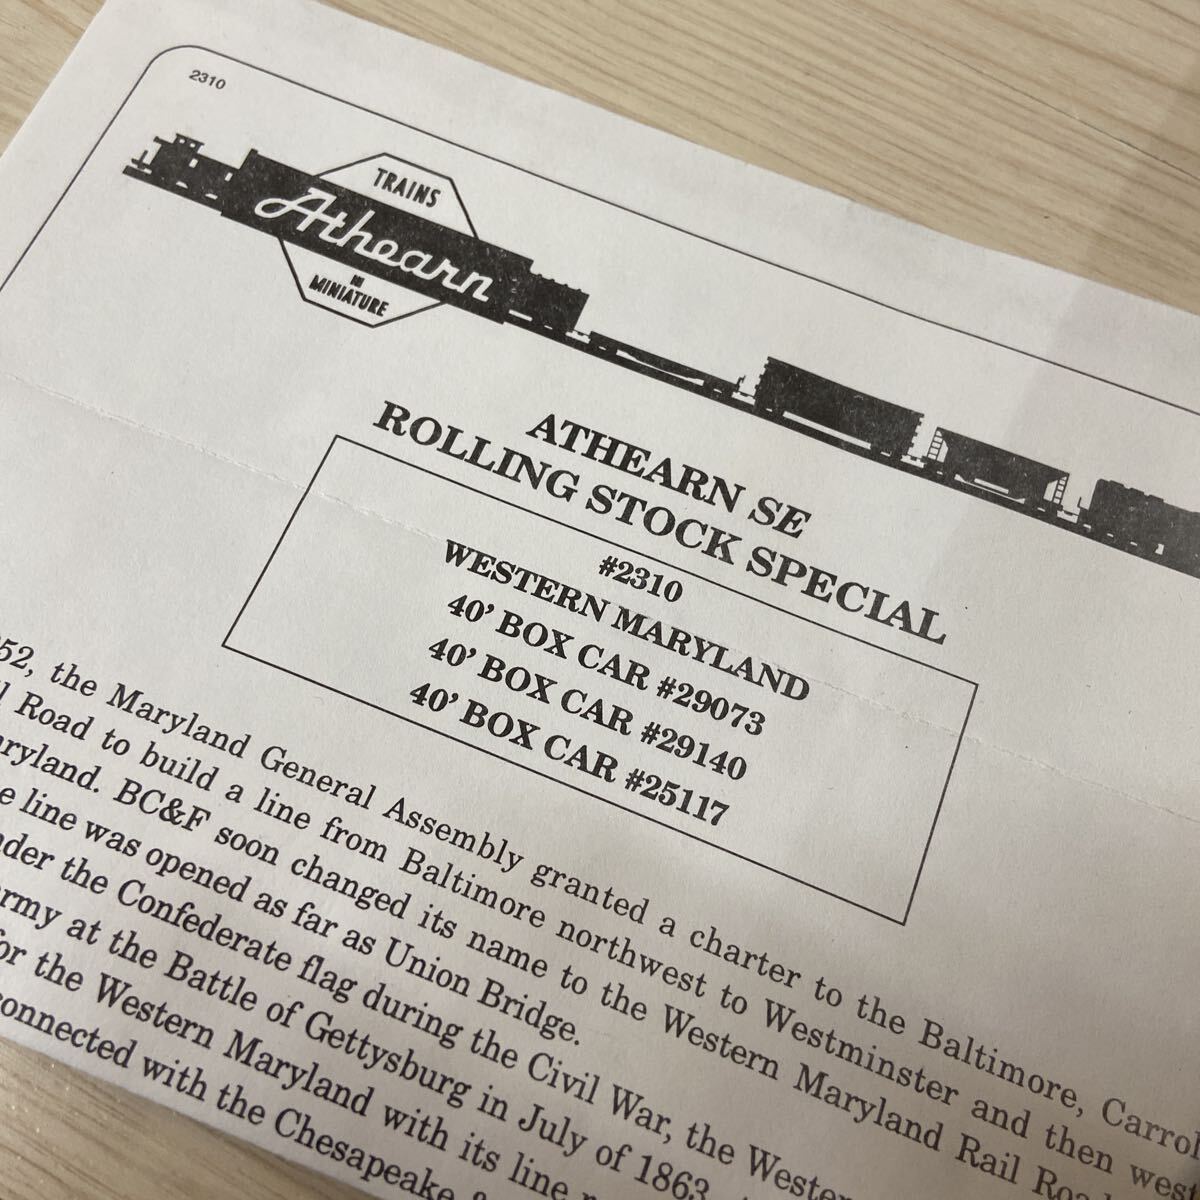 2310
TRAINS
Athearn
IN
MINIATURE
ATHEARN SE
ROLLING STOCK SPECIAL
#2310
WESTERN MARYLAND
40' BOX CAR #29073
40' BOX CAR #29140
40' BOX CAR #25117
52, the Maryland General Assembly granted a charter to the Baltimore, Carrol
Road to build a line from Baltimore northwest to Westminster and then west
aryland. BC&F soon changed its name to the Western Maryland Rail Roa
e line was opened as far as Union Bridge.
nder the Confederate flag during the Civil War, the Wester
rmy at the Battle of Gettysburg in July of 1863,
for the Western Maryland with its line
connected with the Chesapeake &